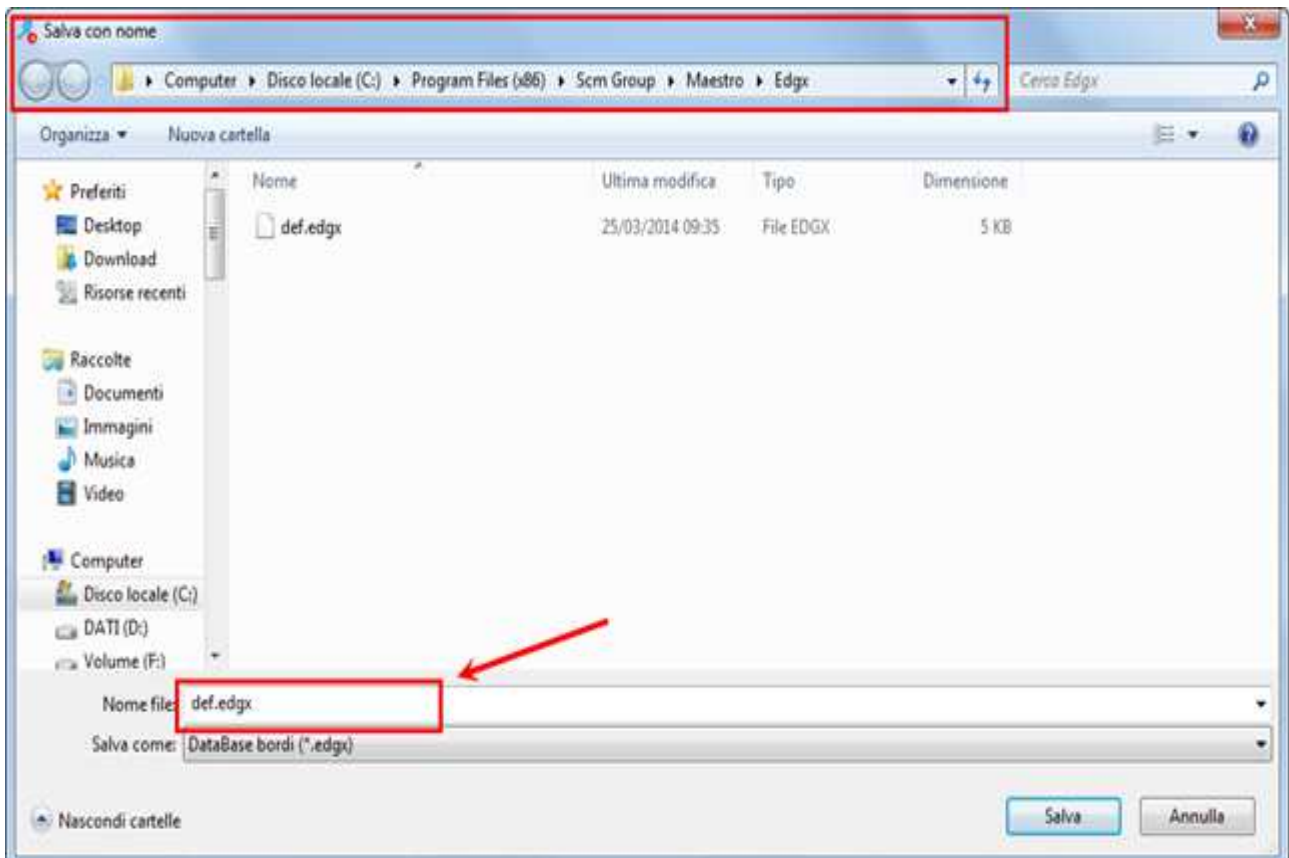 Salva con nome
Computer ▸ Disco locale (C:) ▸ Program Files (x86) ▸ Scm Group ▸ Maestro ▸ Edgx
Cerca Edgx
Organizza Nuova cartella
Nome Ultima modifica Tipo Dimensione
def.edgx 25/03/2014 09:35 File EDGX 5 KB
Preferiti
Desktop
Download
Risorse recenti
Raccolte
Documenti
Immagini
Musica
Video
Computer
Disco locale (C:)
DATI (D:)
Volume (F:)
Nome file: def.edgx
Salva come: DataBase bordi (*.edgx)
Nascondi cartelle
Salva Annulla